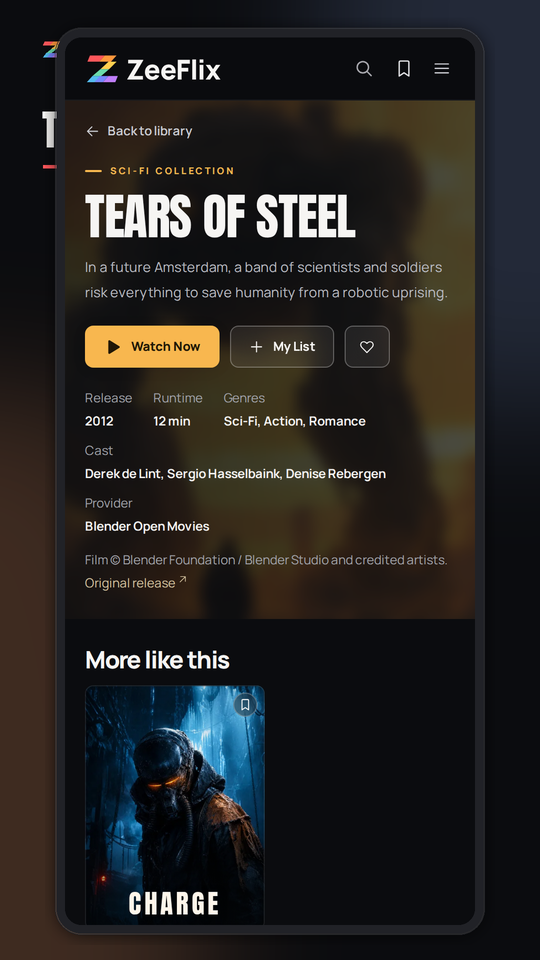 ZeeFlix
Back to library
SCI-FI COLLECTION
TEARS OF STEEL
In a future Amsterdam, a band of scientists and soldiers
risk everything to save humanity from a robotic uprising.
Watch Now
My List
Release Runtime Genres
2012 12 min Sci-Fi, Action, Romance
Cast
Derek de Lint, Sergio Hasselbaink, Denise Rebergen
Provider
Blender Open Movies
Film © Blender Foundation / Blender Studio and credited artists.
Original release ↗
More like this
CHARGE